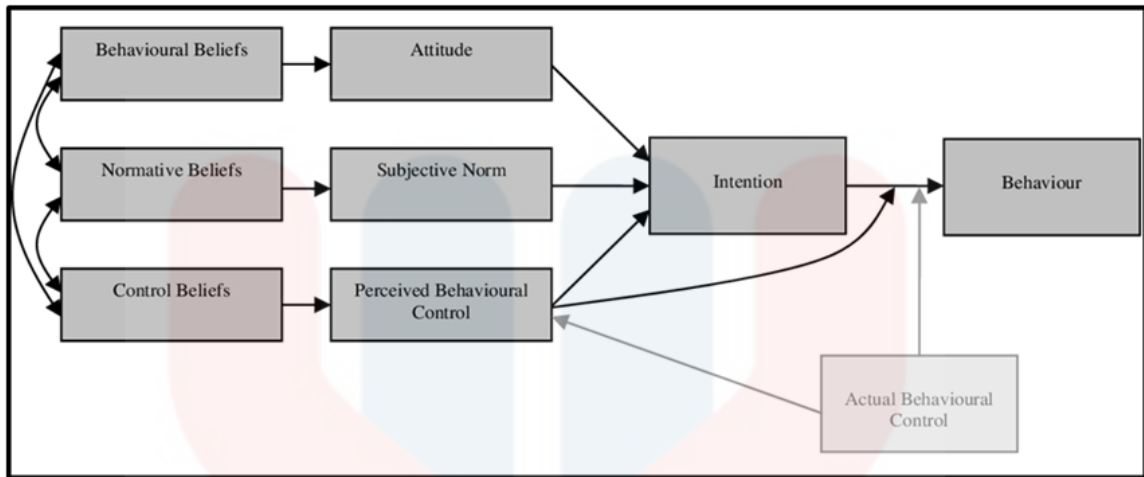 Behavioural Beliefs
Attitude
Normative Beliefs
Subjective Norm
Intention
Behaviour
Control Beliefs
Perceived Behavioural
Control
Actual Behavioural
Control